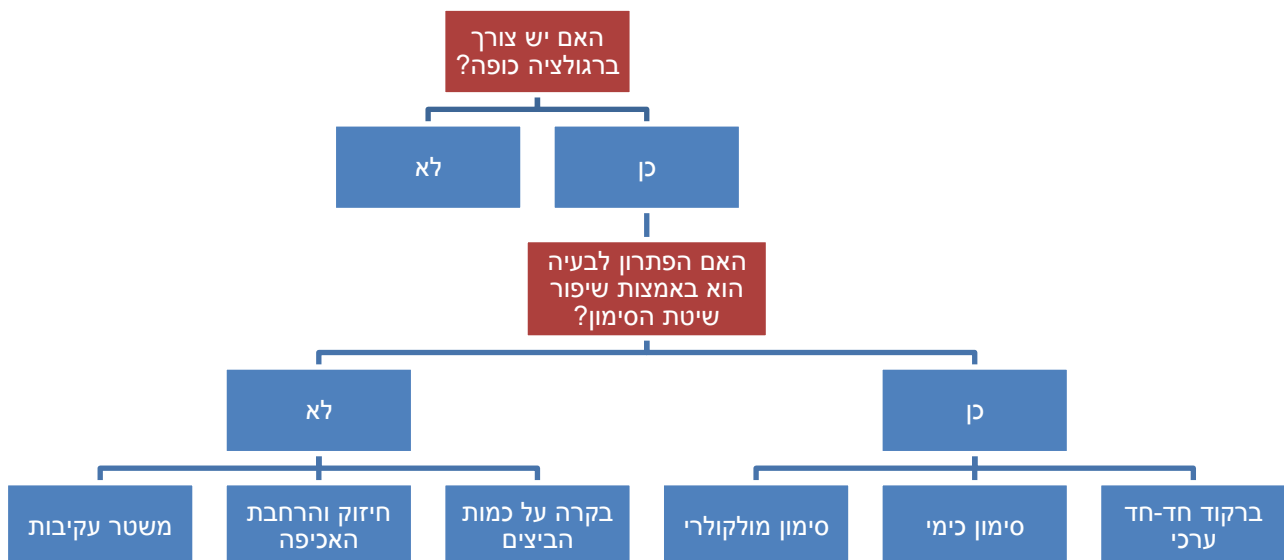 האם יש צורך
ברגולציה כופה?
כן
לא
האם הפתרון לבעיה
הוא באמצות שיפור
שיטת הסימון?
כן
לא
ברקוד חד-חד
ערכי
סימון כימי
סימון מולקולרי
בקרה על כמות
הביצים
חיזוק והרחבת
האכיפה
משטר עקיבות